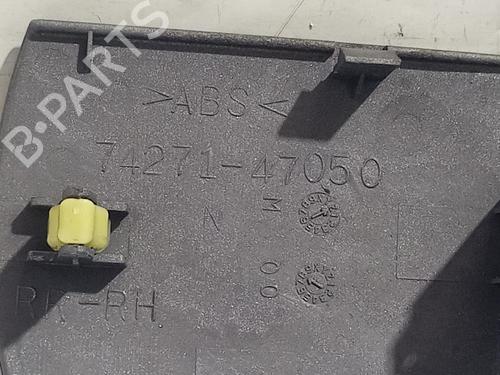 >ABS<
74271-47050
N
M
00
RR-RH
B-PARTS